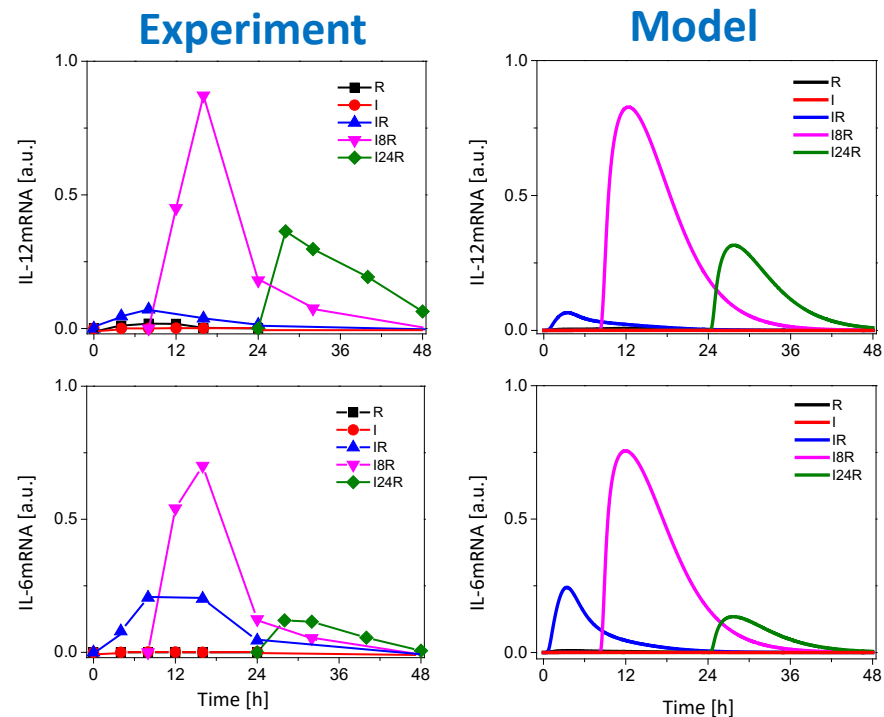 Experiment
Model
1.0
0.5
0.0
IL-12mRNA [a.u.]
0 12 24 36 48
R
I
IR
I8R
I24R
1.0
0.5
0.0
IL-12mRNA [a.u.]
0 12 24 36 48
R
I
IR
I8R
I24R
1.0
0.5
0.0
IL-6mRNA [a.u.]
0 12 24 36 48
Time [h]
R
I
IR
I8R
I24R
1.0
0.5
0.0
IL-6mRNA [a.u.]
0 12 24 36 48
Time [h]
R
I
IR
I8R
I24R